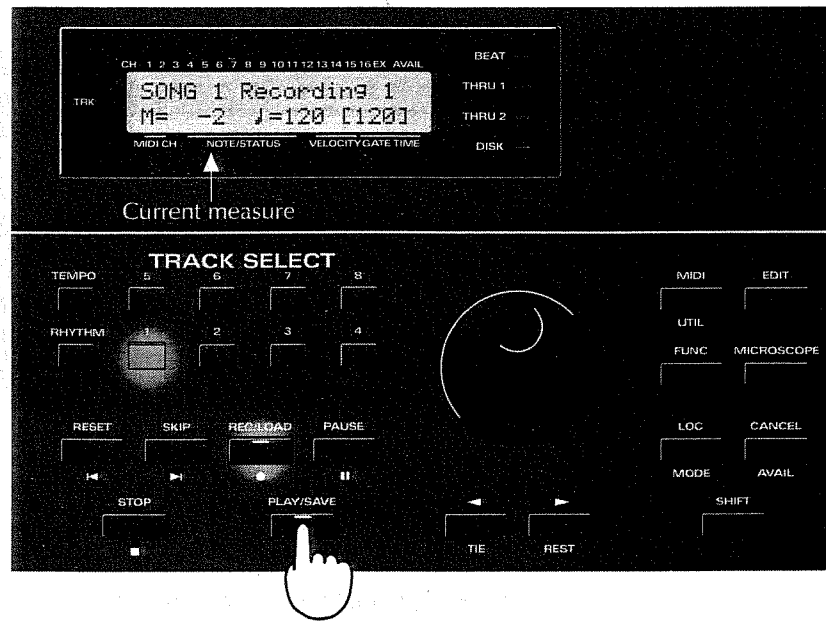 BEAT
CH 1 2 3 4 5 6 7 8 9 10 11 12 13 14 15 16 EX AVAIL
THRU 1
SONG 1 Recording 1
TRK
M= -2 ♩=120 [120]
THRU 2
MIDI CH NOTE/STATUS VELOCITY GATE TIME
DISK
Current measure
TRACK SELECT
TEMPO 5 6 7 8 MIDI EDIT
UTIL
RHYTHM 1 2 3 4
FUNC MICROSCOPE
RESET SKIP REC/LOAD PAUSE LOC CANCEL
MODE AVAIL
STOP PLAY/SAVE SHIFT
TIE REST